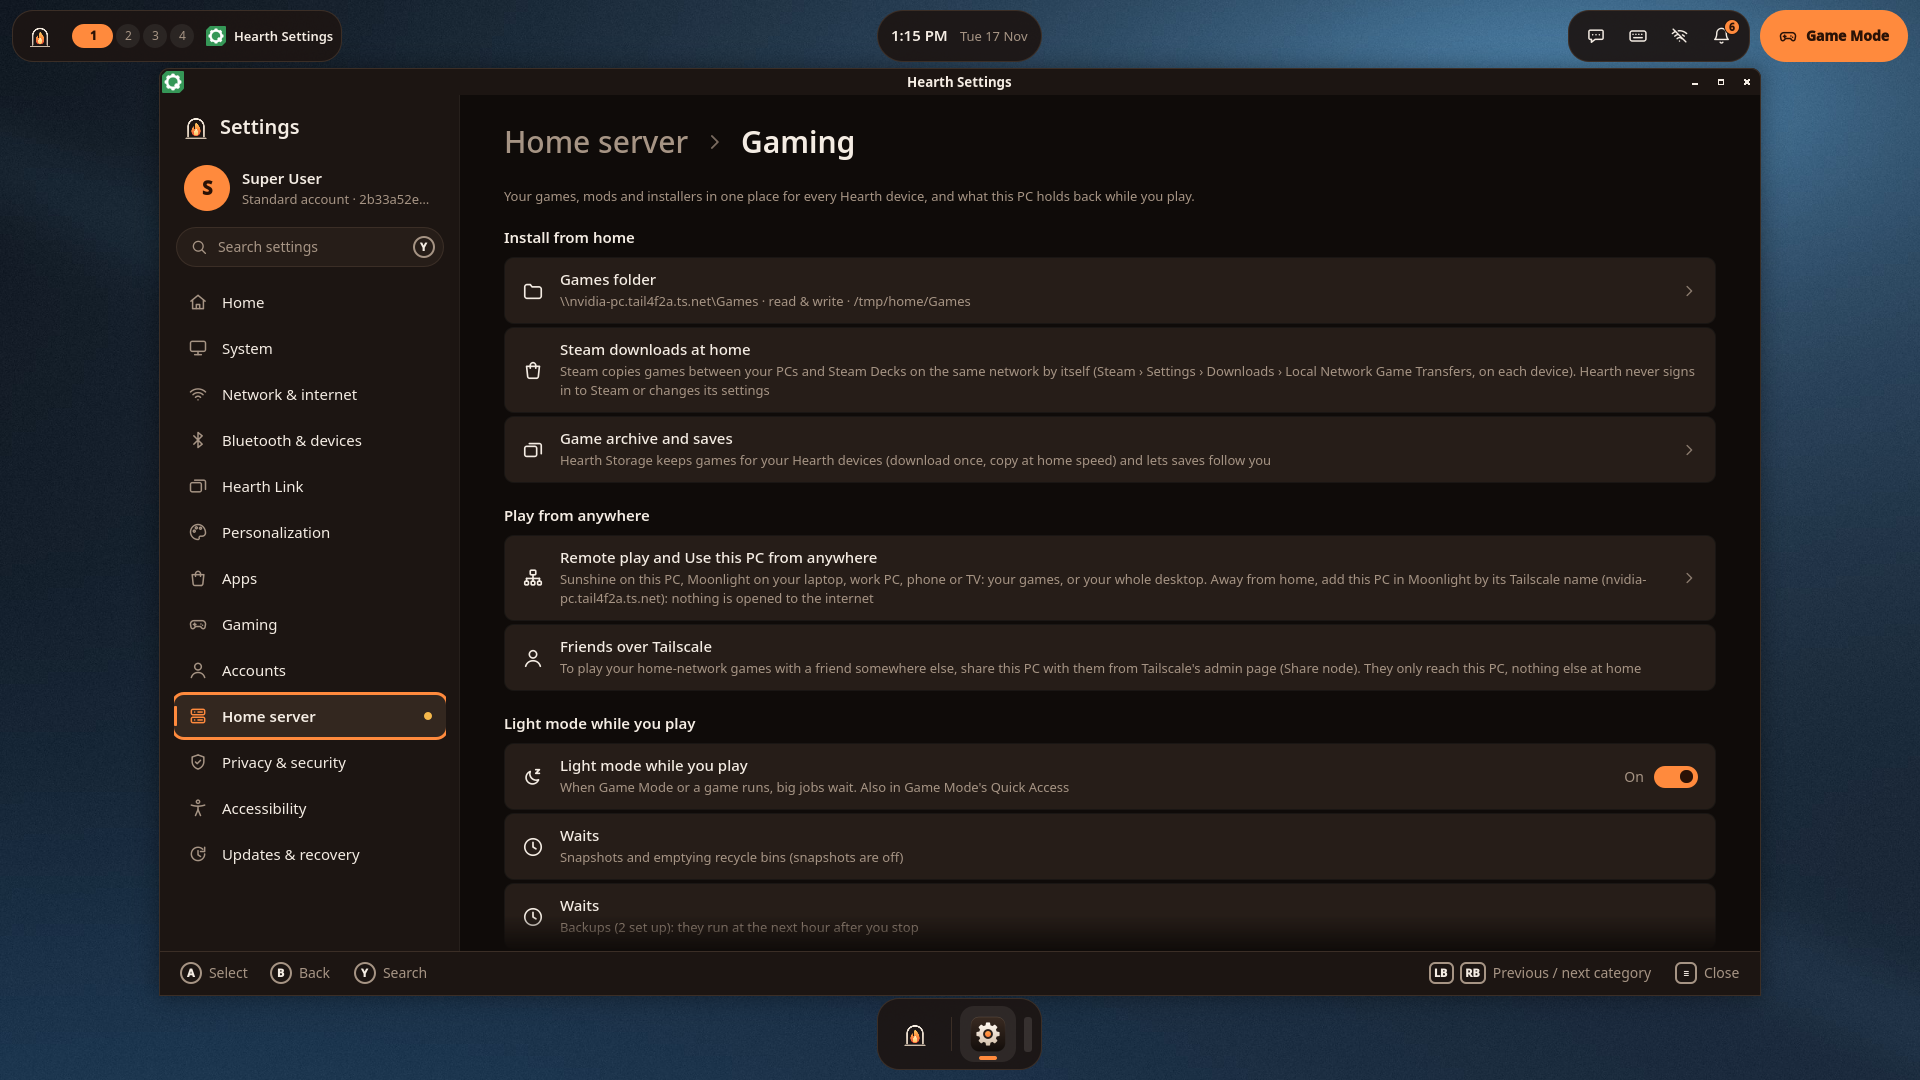 1
2
3
4
Hearth Settings
1:15 PM Tue 17 Nov
6
Game Mode
Hearth Settings
Settings
S
Super User
Standard account · 2b33a52e...
Search settings
Y
Home
System
Network & internet
Bluetooth & devices
Hearth Link
Personalization
Apps
Gaming
Accounts
Home server
Privacy & security
Accessibility
Updates & recovery
Home server › Gaming
Your games, mods and installers in one place for every Hearth device, and what this PC holds back while you play.
Install from home
Games folder
\\nvidia-pc.tail4f2a.ts.net\Games · read & write · /tmp/home/Games
Steam downloads at home
Steam copies games between your PCs and Steam Decks on the same network by itself (Steam › Settings › Downloads › Local Network Game Transfers, on each device). Hearth never signs
in to Steam or changes its settings
Game archive and saves
Hearth Storage keeps games for your Hearth devices (download once, copy at home speed) and lets saves follow you
Play from anywhere
Remote play and Use this PC from anywhere
Sunshine on this PC, Moonlight on your laptop, work PC, phone or TV: your games, or your whole desktop. Away from home, add this PC in Moonlight by its Tailscale name (nvidia-
pc.tail4f2a.ts.net): nothing is opened to the internet
Friends over Tailscale
To play your home-network games with a friend somewhere else, share this PC with them from Tailscale's admin page (Share node). They only reach this PC, nothing else at home
Light mode while you play
Light mode while you play
When Game Mode or a game runs, big jobs wait. Also in Game Mode's Quick Access
On
Waits
Snapshots and emptying recycle bins (snapshots are off)
Waits
Backups (2 set up): they run at the next hour after you stop
A Select
B Back
Y Search
LB RB Previous / next category
≡ Close